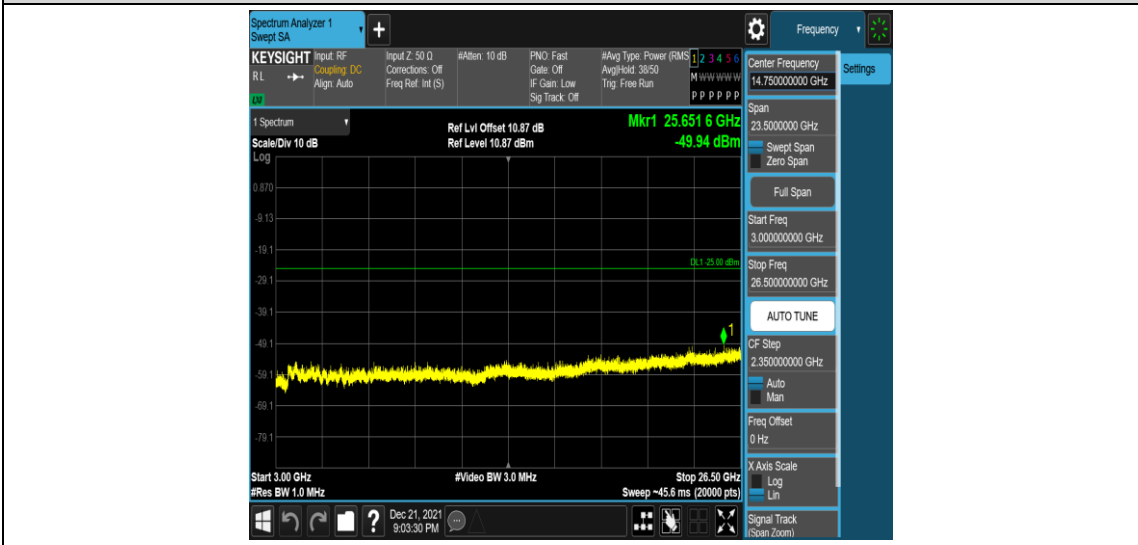 Spectrum Analyzer 1
Swept SA
+
Frequency
KEYSIGHT
RL
LXI
Input: RF
Coupling: DC
Align: Auto
Input Z: 50 Ω
Corrections: Off
Freq Ref: Int (S)
#Atten: 10 dB
PNO: Fast
Gate: Off
IF Gain: Low
Sig Track: Off
#Avg Type: Power (RMS
Avg|Hold: 38/50
Trig: Free Run
1 2 3 4 5 6
M W W W W W
P P P P P P
Center Frequency
14.750000000 GHz
Settings
Span
23.5000000 GHz
Swept Span
Zero Span
Full Span
Start Freq
3.000000000 GHz
Stop Freq
26.500000000 GHz
AUTO TUNE
CF Step
2.350000000 GHz
Auto
Man
Freq Offset
0 Hz
X Axis Scale
Log
Lin
Signal Track
(Span Zoom)
1 Spectrum
Scale/Div 10 dB
Log
Ref Lvl Offset 10.87 dB
Ref Level 10.87 dBm
Mkr1 25.651 6 GHz
-49.94 dBm
0.870
-9.13
-19.1
DL1 -25.00 dBm
-29.1
-39.1
1
-49.1
-59.1
-69.1
-79.1
Start 3.00 GHz
#Res BW 1.0 MHz
#Video BW 3.0 MHz
Stop 26.50 GHz
Sweep ~45.6 ms (20000 pts)
?
Dec 21, 2021
9:03:30 PM